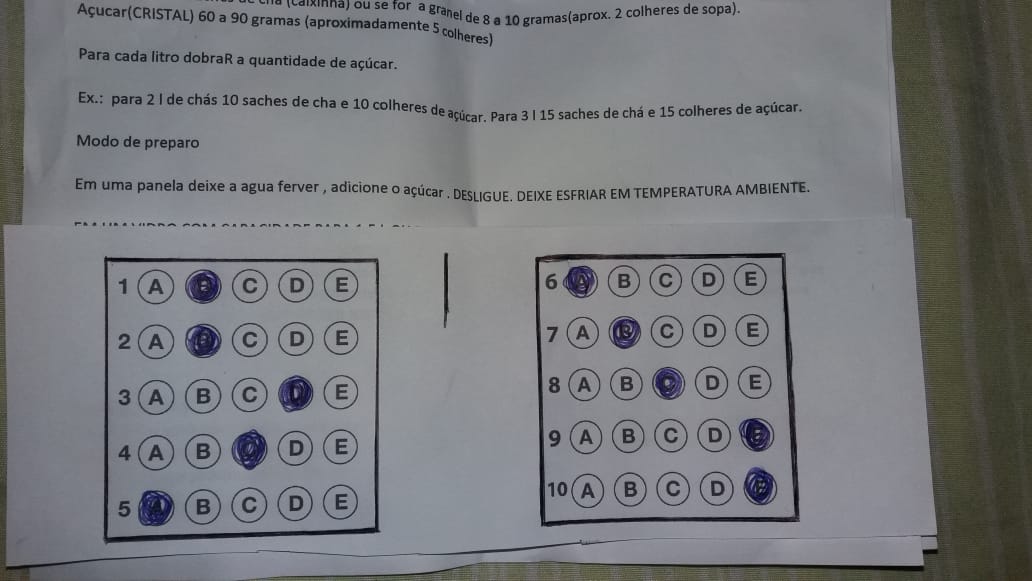 chá (caixinha) ou se for a granel de 8 a 10 gramas(aprox. 2 colheres de sopa).
Açucar(CRISTAL) 60 a 90 gramas (aproximadamente 5 colheres)
Para cada litro dobraR a quantidade de açúcar.
Ex.: para 2 l de chás 10 saches de cha e 10 colheres de açúcar. Para 3 l 15 saches de chá e 15 colheres de açúcar.
Modo de preparo
Em uma panela deixe a agua ferver , adicione o açúcar . DESLIGUE. DEIXE ESFRIAR EM TEMPERATURA AMBIENTE.
1 A B C D E
2 A B C D E
3 A B C D E
4 A B C D E
5 A B C D E
6 A B C D E
7 A B C D E
8 A B C D E
9 A B C D E
10 A B C D E